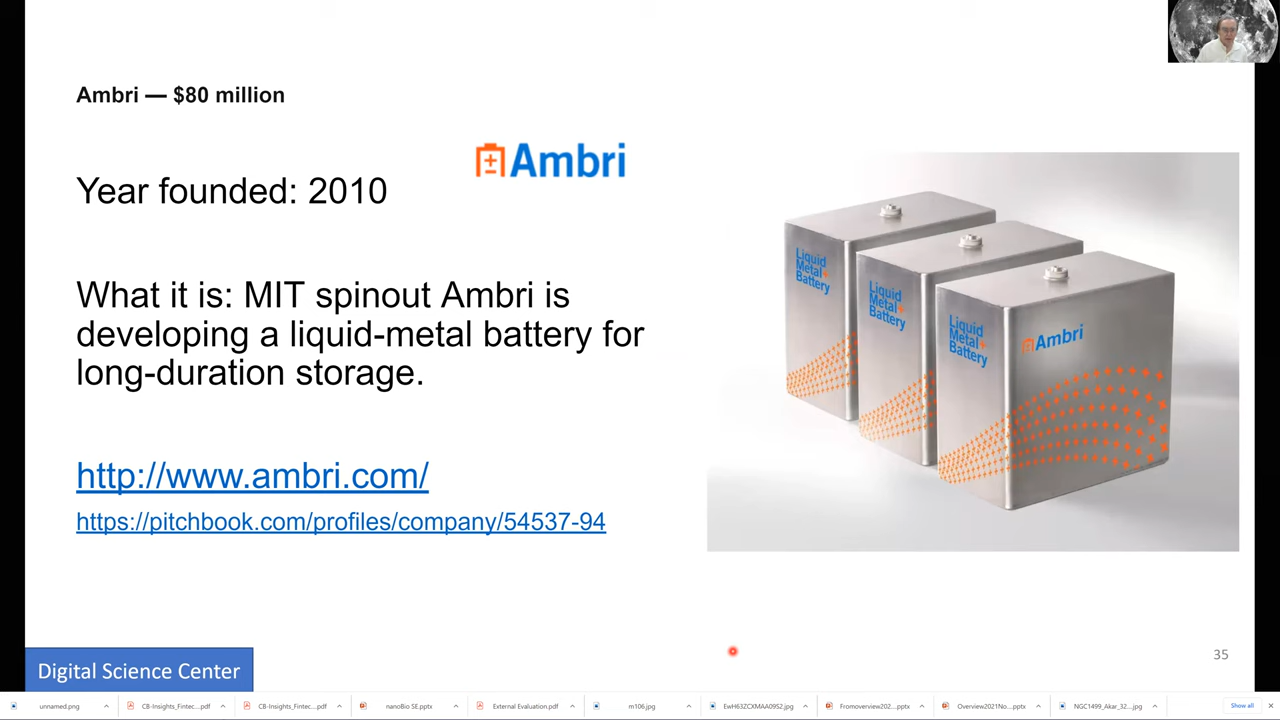 Ambri — $80 million
Ambri
Year founded: 2010
What it is: MIT spinout Ambri is
developing a liquid-metal battery for
long-duration storage.
http://www.ambri.com/
https://pitchbook.com/profiles/company/54537-94
Liquid
Metal+
Battery
Liquid
Metal+
Battery
Liquid
Metal+
Battery
Ambri
Digital Science Center
35
unnamed.png
CB-Insights_Fintec....pdf
CB-Insights_Fintec....pdf
nanoBio SE.pptx
External Evaluation.pdf
m106.jpg
EwH63ZCXMAA09S2.jpg
Fromoverview202....pptx
Overview2021No....pptx
NGC1499_Akar_32....jpg
Show all